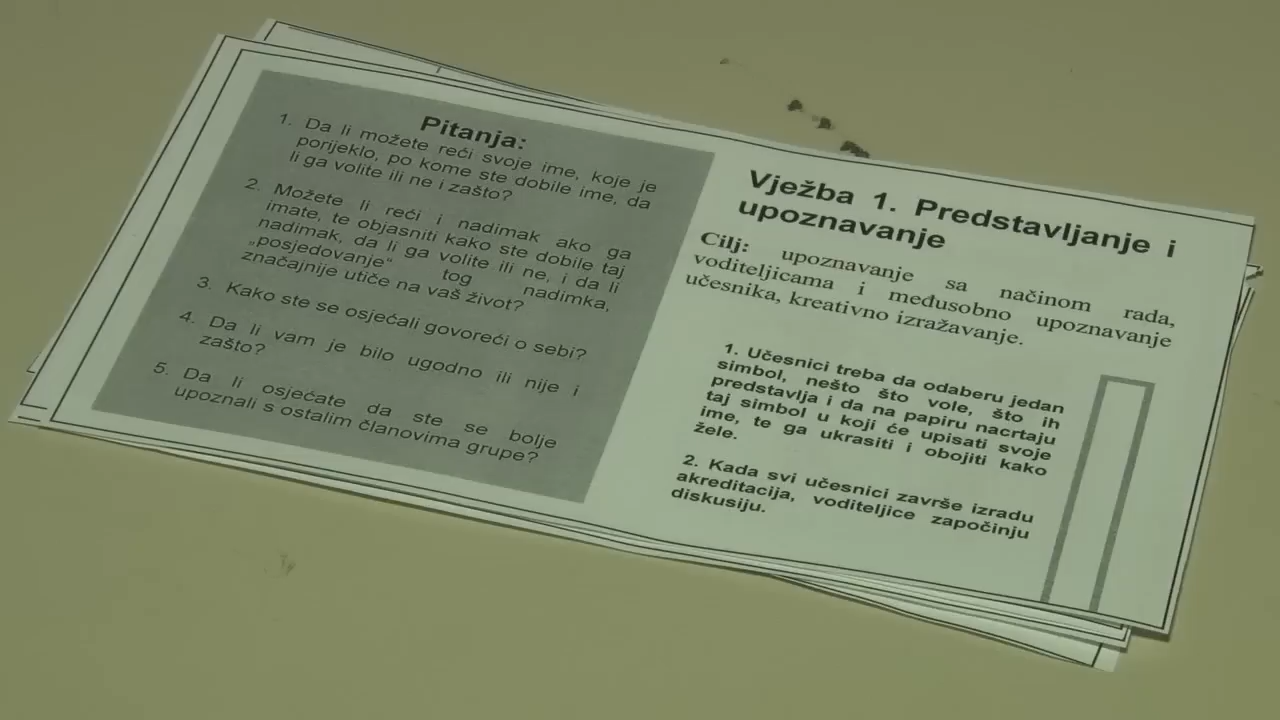 Pitanja:
1. Da li možete reći svoje ime, koje je
porijeklo, po kome ste dobile ime, da
li ga volite ili ne i zašto?
2. Možete li reći i nadimak ako ga
imate, te objasniti kako ste dobile taj
nadimak, da li ga volite ili ne, i da li
„posjedovanje“ tog nadimka,
značajnije utiče na vaš život?
3. Kako ste se osjećali govoreći o sebi?
4. Da li vam je bilo ugodno ili nije i
zašto?
5. Da li osjećate da ste se bolje
upoznali s ostalim članovima grupe?
Vježba 1. Predstavljanje i
upoznavanje
Cilj: upoznavanje sa načinom rada,
voditeljicama i međusobno upoznavanje
učesnika, kreativno izražavanje.
1. Učesnici treba da odaberu jedan
simbol, nešto što vole, što ih
predstavlja i da na papiru nacrtaju
taj simbol u koji će upisati svoje
ime, te ga ukrasiti i obojiti kako
žele.
2. Kada svi učesnici završe izradu
akreditacija, voditeljice započinju
diskusiju.